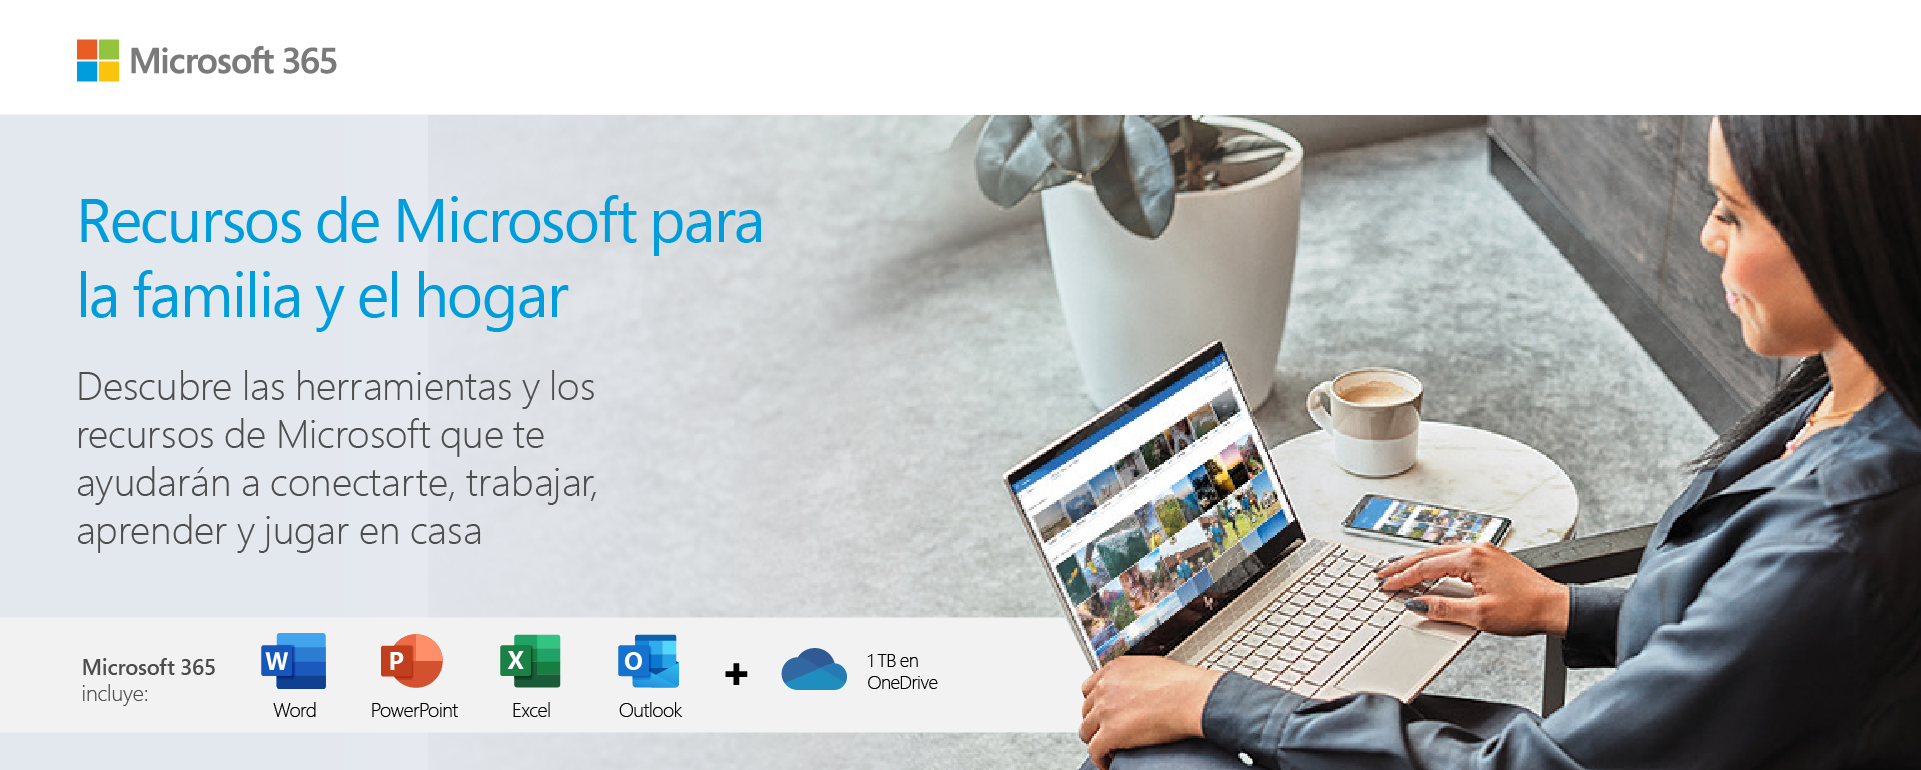 Microsoft 365
Recursos de Microsoft para
la familia y el hogar
Descubre las herramientas y los
recursos de Microsoft que te
ayudarán a conectarte, trabajar,
aprender y jugar en casa
Microsoft 365
incluye:
W
Word
P
PowerPoint
X
Excel
O
Outlook
+
1 TB en
OneDrive